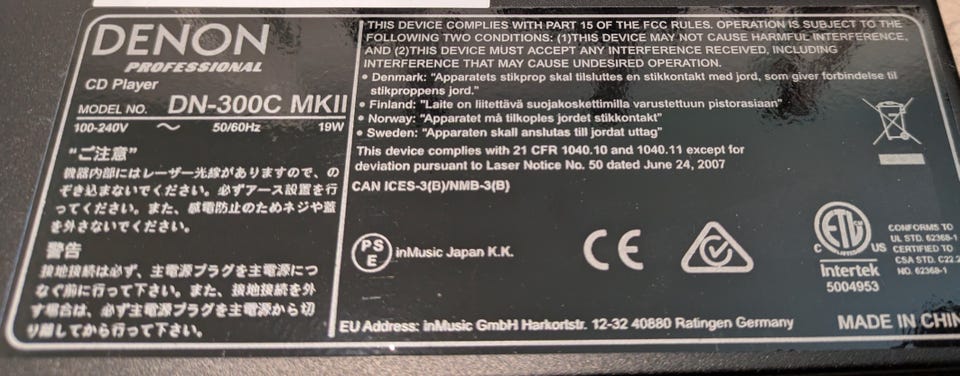 DENON
PROFESSIONAL
CD Player
MODEL NO. DN-300C MKII
100-240V ～ 50/60Hz 19W
"ご注意"
機器内部にはレーザー光線がありますので、の
ぞき込まないでください。必ずアース設置を行
ってください。また、感電防止のためネジや蓋
を外さないでください。
警告
接地接続は必ず、主電源プラグを主電源につ
なぐ前に行って下さい。また、接地接続を外
す場合は、必ず主電源プラグを主電源から切
り離してから行って下さい。
THIS DEVICE COMPLIES WITH PART 15 OF THE FCC RULES. OPERATION IS SUBJECT TO THE
FOLLOWING TWO CONDITIONS: (1)THIS DEVICE MAY NOT CAUSE HARMFUL INTERFERENCE,
AND (2)THIS DEVICE MUST ACCEPT ANY INTERFERENCE RECEIVED, INCLUDING
INTERFERENCE THAT MAY CAUSE UNDESIRED OPERATION.
• Denmark: "Apparatets stikprop skal tilsluttes en stikkontakt med jord, som giver forbindelse til
stikproppens jord."
• Finland: "Laite on liitettävä suojakoskettimilla varustettuun pistorasiaan"
• Norway: "Apparatet må tilkoples jordet stikkontakt"
• Sweden: "Apparaten skall anslutas till jordat uttag"
This device complies with 21 CFR 1040.10 and 1040.11 except for
deviation pursuant to Laser Notice No. 50 dated June 24, 2007
CAN ICES-3(B)/NMB-3(B)
PS
E
inMusic Japan K.K.
CE
C ETL US
Intertek
5004953
CONFORMS TO
UL STD. 62368-1
CERTIFIED TO
CSA STD. C22.2
NO. 62368-1
EU Address: inMusic GmbH Harkortstr. 12-32 40880 Ratingen Germany
MADE IN CHIN